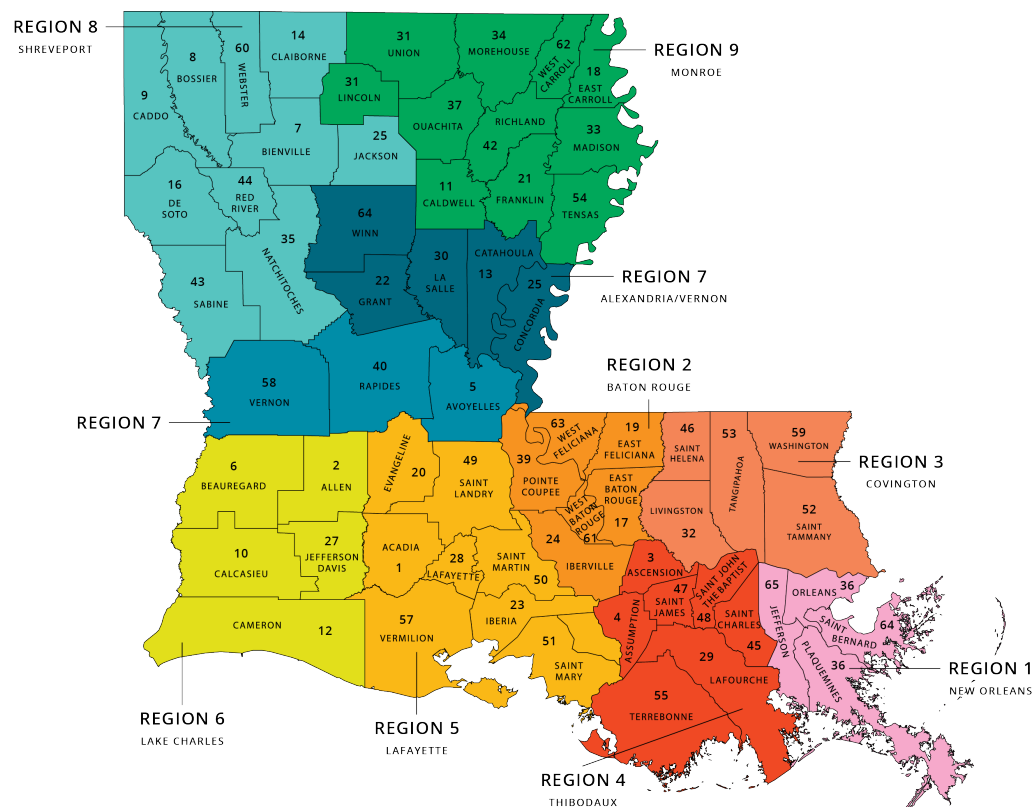 REGION 8
SHREVEPORT
60
WEBSTER
14
CLAIBORNE
31
UNION
34
MOREHOUSE
62
WEST
CARROLL
REGION 9
MONROE
8
BOSSIER
18
EAST
CARROLL
9
CADDO
31
LINCOLN
37
OUACHITA
RICHLAND
42
33
MADISON
7
BIENVILLE
25
JACKSON
16
DE
SOTO
44
RED
RIVER
11
CALDWELL
21
FRANKLIN
54
TENSAS
64
WINN
35
NATCHITOCHES
30
LA
SALLE
CATAHOULA
13
25
CONCORDIA
REGION 7
ALEXANDRIA/VERNON
43
SABINE
22
GRANT
58
VERNON
40
RAPIDES
5
AVOYELLES
REGION 7
REGION 2
BATON ROUGE
6
BEAUREGARD
2
ALLEN
EVANGELINE
20
49
SAINT
LANDRY
39
POINTE
COUPEE
63
WEST
FELICIANA
19
EAST
FELICIANA
46
SAINT
HELENA
53
TANGIPAHOA
59
WASHINGTON
REGION 3
COVINGTON
EAST
BATON
ROUGE
17
WEST
BATON
ROUGE
61
LIVINGSTON
32
52
SAINT
TAMMANY
10
CALCASIEU
27
JEFFERSON
DAVIS
ACADIA
1
28
LAFAYETTE
SAINT
MARTIN
50
24
IBERVILLE
3
ASCENSION
47
SAINT
JAMES
SAINT JOHN
THE BAPTIST
48
SAINT
CHARLES
45
65
JEFFERSON
ORLEANS
36
SAINT
BERNARD
64
PLAQUEMINES
36
REGION 1
NEW ORLEANS
CAMERON
12
57
VERMILION
23
IBERIA
51
SAINT
MARY
4
ASSUMPTION
29
LAFOURCHE
55
TERREBONNE
REGION 6
LAKE CHARLES
REGION 5
LAFAYETTE
REGION 4
THIBODAUX